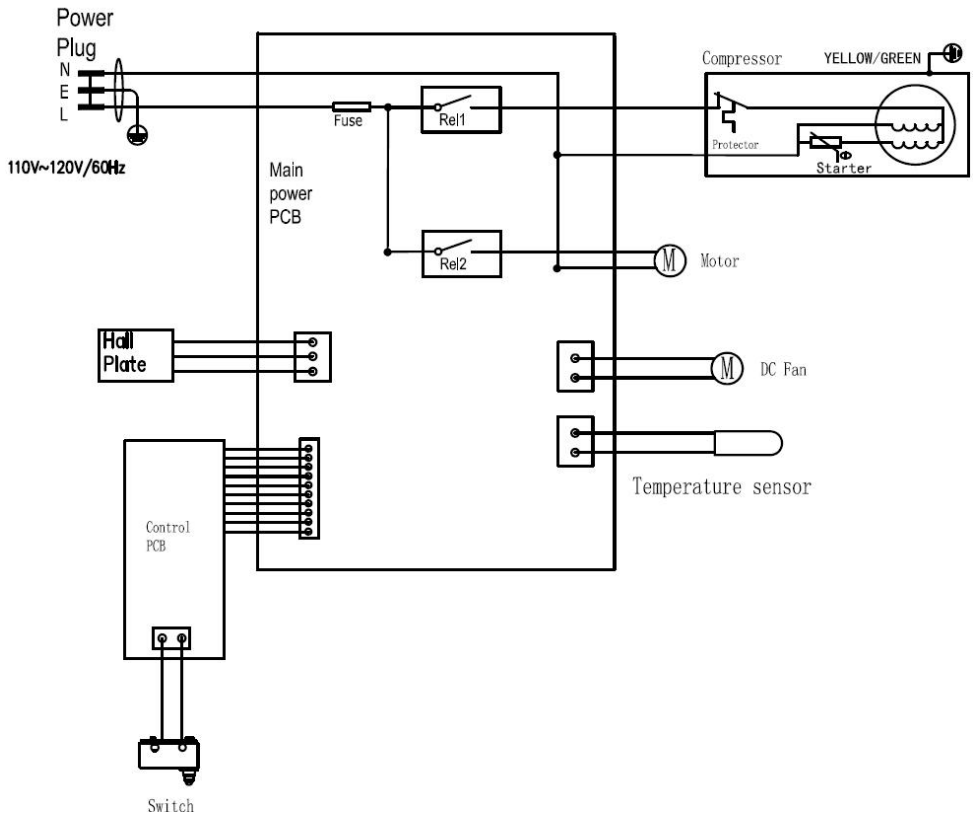 Power
Plug
N
E
L
110V~120V/60Hz
Fuse
Rel1
Main
power
PCB
Rel2
Compressor
YELLOW/GREEN
Protector
Starter
M
Motor
Hall
Plate
M
DC Fan
Temperature sensor
Control
PCB
Switch